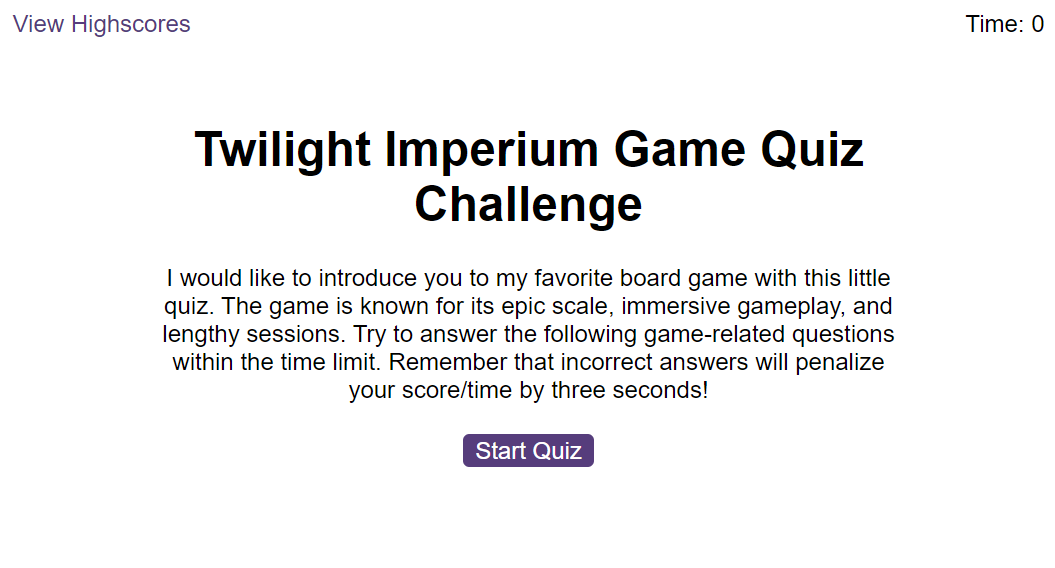 View Highscores
Time: 0
Twilight Imperium Game Quiz
Challenge
I would like to introduce you to my favorite board game with this little
quiz. The game is known for its epic scale, immersive gameplay, and
lengthy sessions. Try to answer the following game-related questions
within the time limit. Remember that incorrect answers will penalize
your score/time by three seconds!
Start Quiz